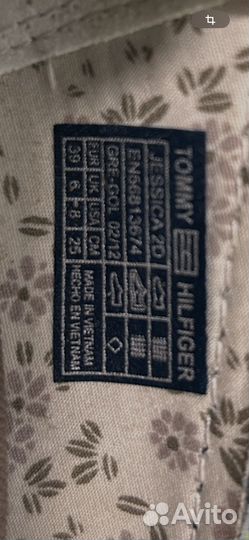 TOMMY HILFIGER
JESSICA 2D
EN56813674
GRE-GOL 02/12
EUR UK USA CM
39 6 8 25
MADE IN VIETNAM
HECHO EN VIETNAM
Avito